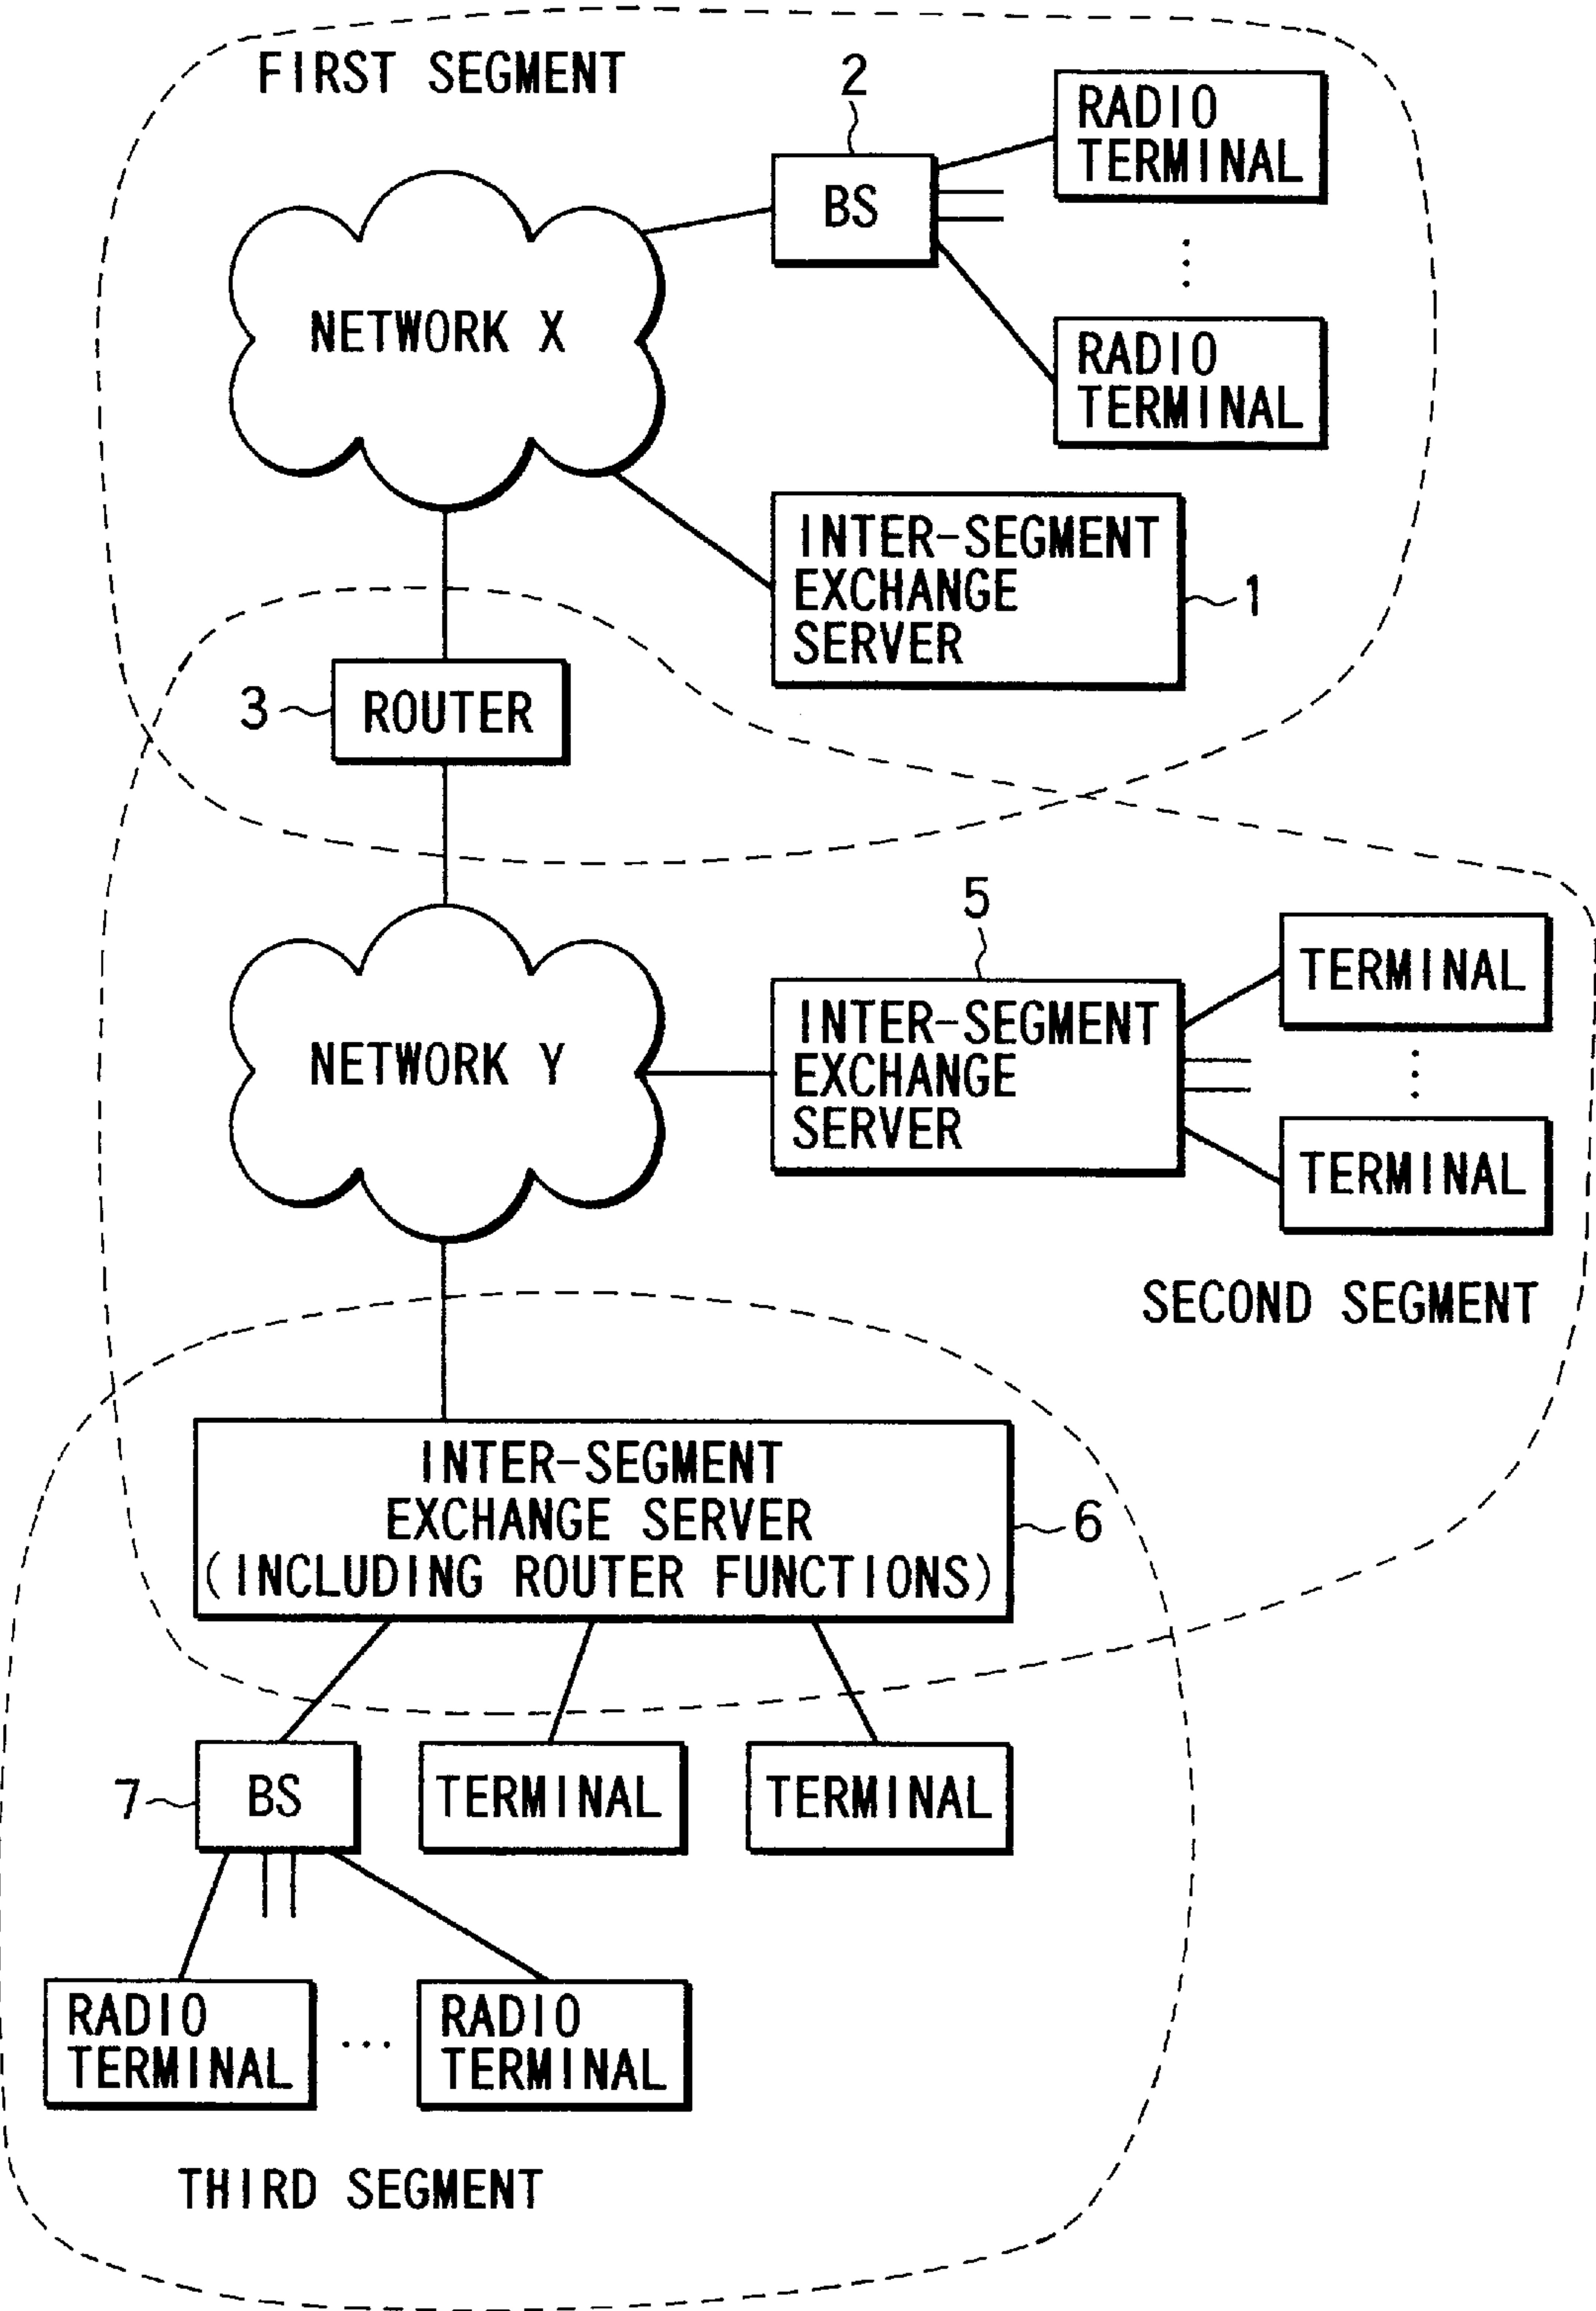 FIRST SEGMENT
2
RADIO
TERMINAL
BS
NETWORK X
RADIO
TERMINAL
INTER-SEGMENT
EXCHANGE
SERVER
1
3
ROUTER
5
TERMINAL
INTER-SEGMENT
EXCHANGE
SERVER
NETWORK Y
TERMINAL
SECOND SEGMENT
INTER-SEGMENT
EXCHANGE SERVER
(INCLUDING ROUTER FUNCTIONS)
6
7
BS
TERMINAL
TERMINAL
RADIO
TERMINAL
...
RADIO
TERMINAL
THIRD SEGMENT